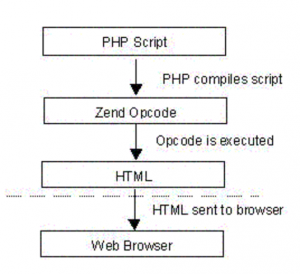 PHP Script
PHP compiles script
Zend Opcode
Opcode is executed
HTML
HTML sent to browser
Web Browser